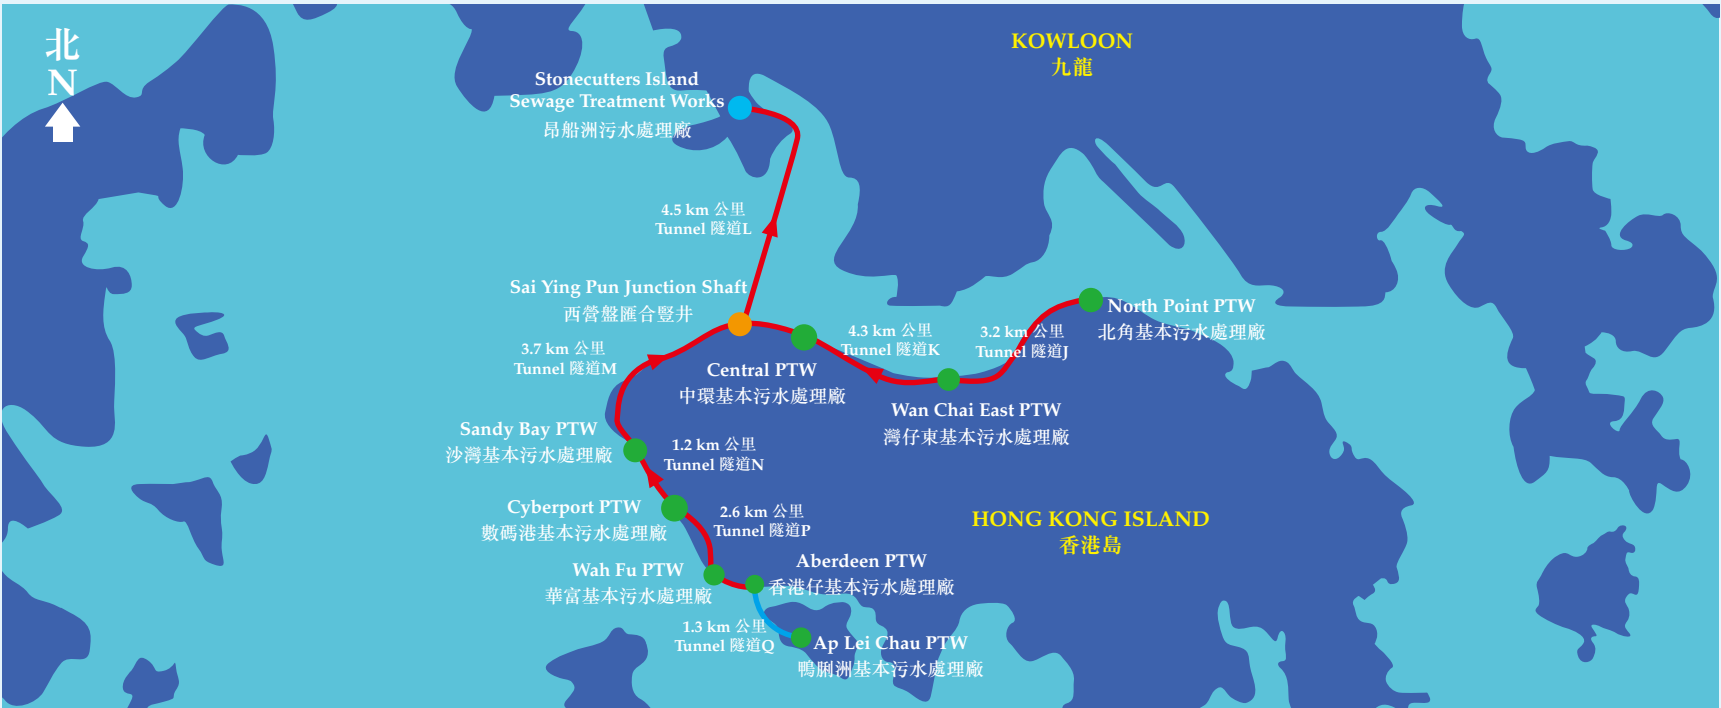 北
N
KOWLOON
九龍
Stonecutters Island
Sewage Treatment Works
昂船洲污水處理廠
4.5 km 公里
Tunnel 隧道L
Sai Ying Pun Junction Shaft
西營盤匯合豎井
North Point PTW
北角基本污水處理廠
4.3 km 公里
Tunnel 隧道K
3.2 km 公里
Tunnel 隧道J
3.7 km 公里
Tunnel 隧道M
Central PTW
中環基本污水處理廠
Wan Chai East PTW
灣仔東基本污水處理廠
Sandy Bay PTW
沙灣基本污水處理廠
1.2 km 公里
Tunnel 隧道N
Cyberport PTW
數碼港基本污水處理廠
2.6 km 公里
Tunnel 隧道P
HONG KONG ISLAND
香港島
Wah Fu PTW
華富基本污水處理廠
Aberdeen PTW
香港仔基本污水處理廠
1.3 km 公里
Tunnel 隧道Q
Ap Lei Chau PTW
鴨脷洲基本污水處理廠